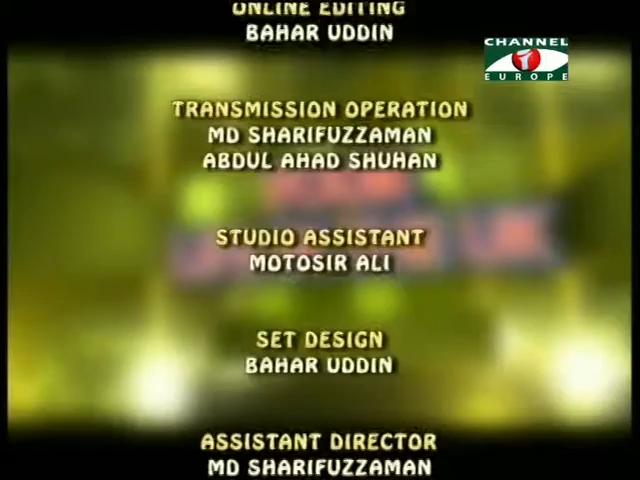 ONLINE EDITING
BAHAR UDDIN
CHANNEL
i
EUROPE
TRANSMISSION OPERATION
MD SHARIFUZZAMAN
ABDUL AHAD SHUHAN
STUDIO ASSISTANT
MOTOSIR ALI
SET DESIGN
BAHAR UDDIN
ASSISTANT DIRECTOR
MD SHARIFUZZAMAN